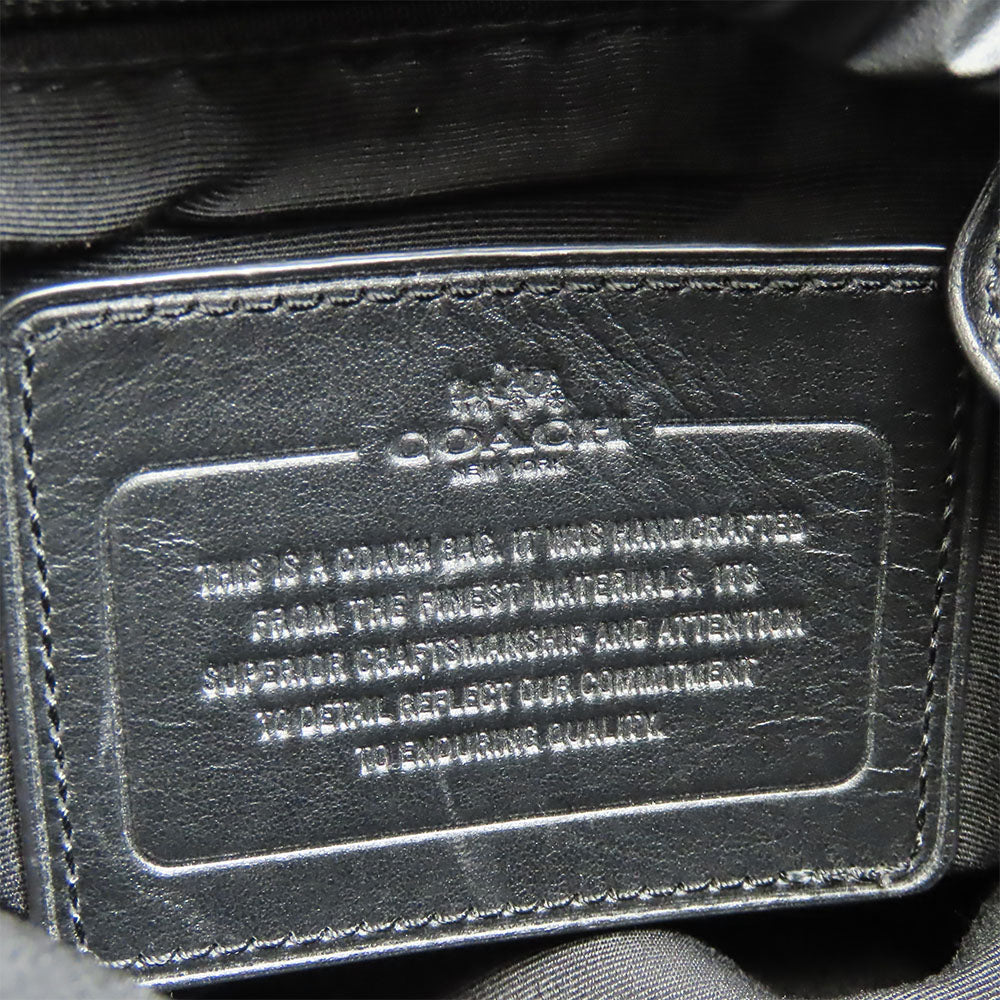 COACH
NEW YORK
THIS IS A COACH BAG. IT WAS HANDCRAFTED
FROM THE FINEST MATERIALS. ITS
SUPERIOR CRAFTSMANSHIP AND ATTENTION
TO DETAIL REFLECT OUR COMMITMENT
TO ENDURING QUALITY.